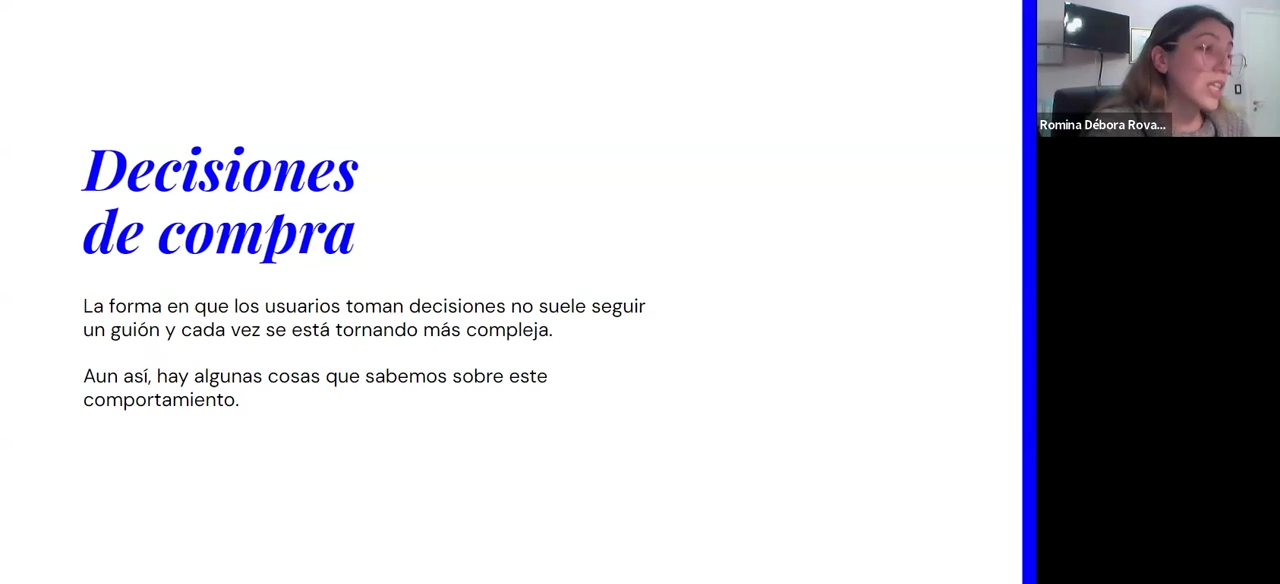 Decisiones
de compra
La forma en que los usuarios toman decisiones no suele seguir
un guión y cada vez se está tornando más compleja.
Aun así, hay algunas cosas que sabemos sobre este
comportamiento.
Romina Débora Rova...